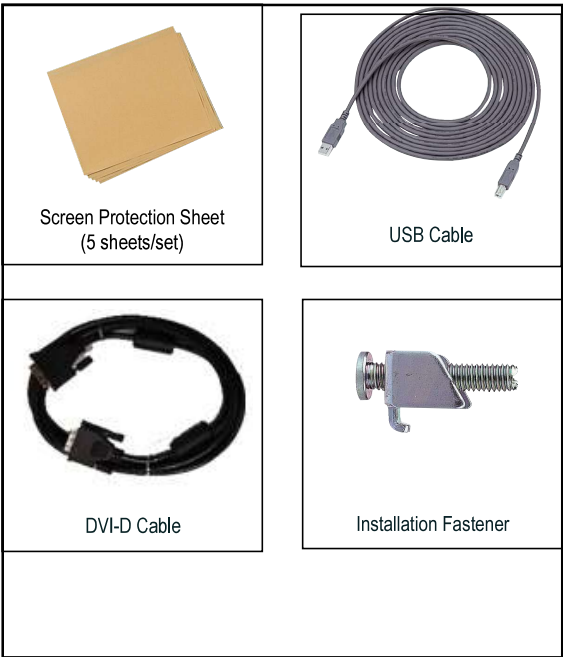 Screen Protection Sheet
(5 sheets/set)
USB Cable
DVI-D Cable
Installation Fastener